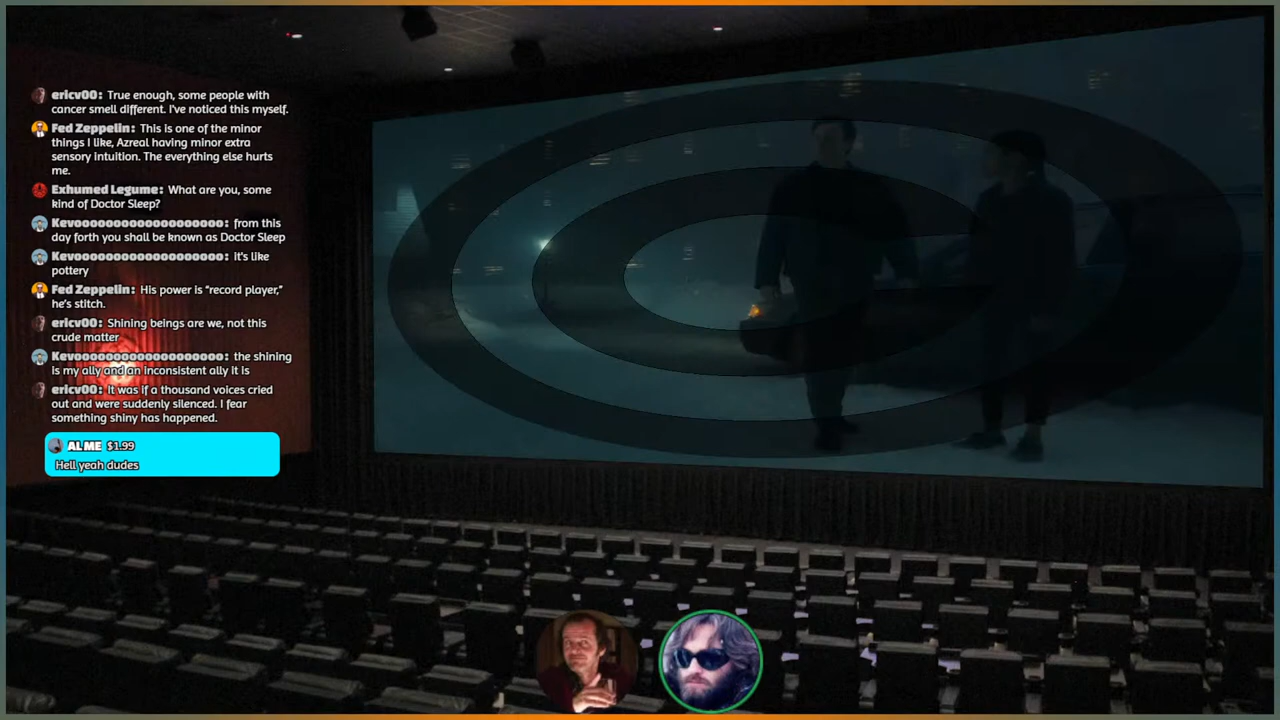 ericv00: True enough, some people with
cancer smell different. I've noticed this myself.
Fed Zeppelin: This is one of the minor
things I like, Azreal having minor extra
sensory intuition. The everything else hurts
me.
Exhumed Legume: What are you, some
kind of Doctor Sleep?
Kevooooooooooooooooooo: from this
day forth you shall be known as Doctor Sleep
Kevooooooooooooooooooo: it's like
pottery
Fed Zeppelin: His power is “record player,”
he's stitch.
ericv00: Shining beings are we, not this
crude matter
Kevooooooooooooooooooo: the shining
is my ally and an inconsistent ally it is
ericv00: It was if a thousand voices cried
out and were suddenly silenced. I fear
something shiny has happened.
AL ME $1.99
Hell yeah dudes